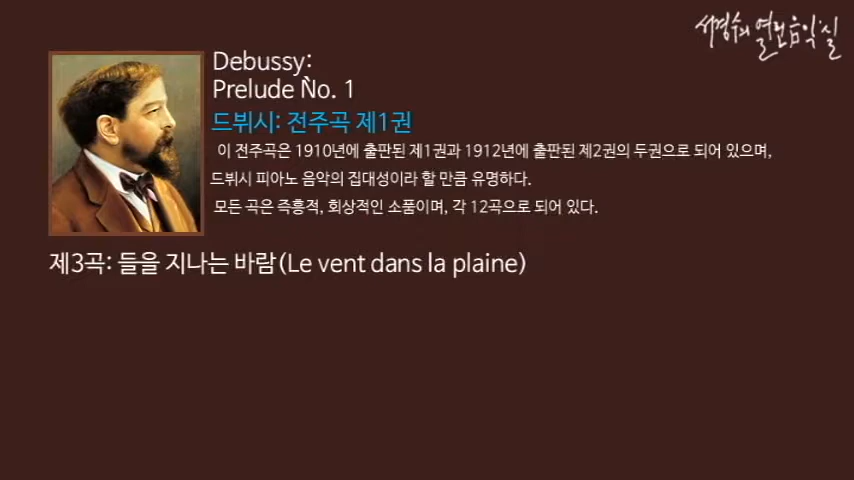 서경수의 열린音악실
Debussy:
Prelude No. 1
드뷔시: 전주곡 제1권
이 전주곡은 1910년에 출판된 제1권과 1912년에 출판된 제2권의 두권으로 되어 있으며,
드뷔시 피아노 음악의 집대성이라 할 만큼 유명하다.
모든 곡은 즉흥적, 회상적인 소품이며, 각 12곡으로 되어 있다.
제3곡: 들을 지나는 바람(Le vent dans la plaine)